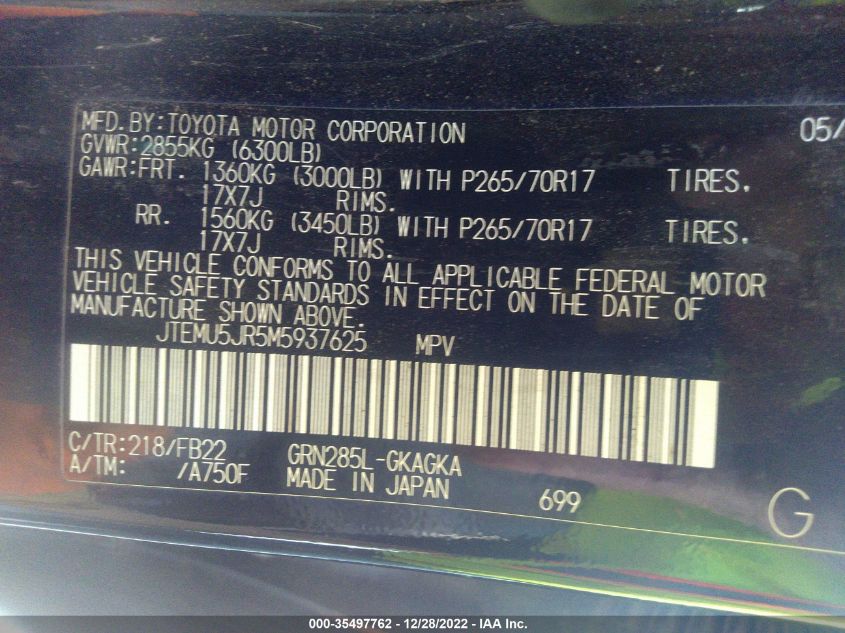 MFD.BY:TOYOTA MOTOR CORPORATION 05/
GVWR:2855KG (6300LB)
GAWR:FRT. 1360KG (3000LB) WITH P265/70R17 TIRES,
17X7J RIMS.
RR. 1560KG (3450LB) WITH P265/70R17 TIRES,
17X7J RIMS.
THIS VEHICLE CONFORMS TO ALL APPLICABLE FEDERAL MOTOR
VEHICLE SAFETY STANDARDS IN EFFECT ON THE DATE OF
MANUFACTURE SHOWN ABOVE.
JTEMU5JR5M5937625 MPV
C/TR:218/FB22 GRN285L-GKAGKA
A/TM: /A750F MADE IN JAPAN 699 G
000-35497762 - 12/28/2022 - IAA Inc.